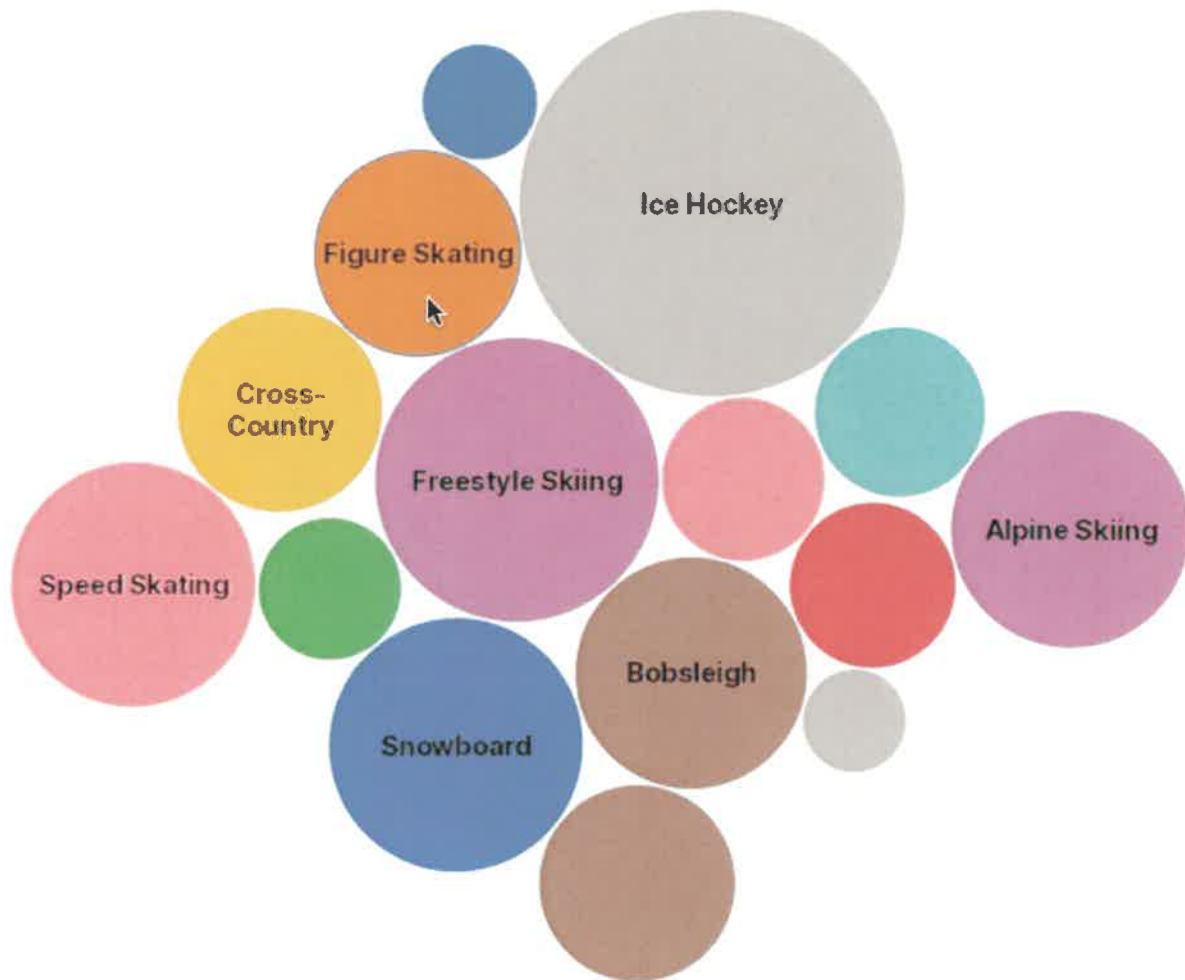 Ice Hockey
Figure Skating
Cross-
Country
Freestyle Skiing
Alpine Skiing
Speed Skating
Bobsleigh
Snowboard